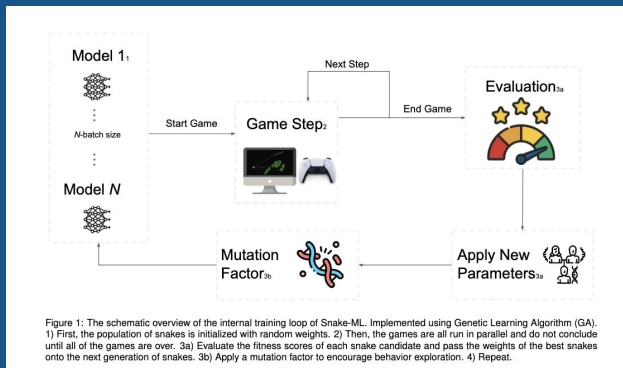 Model 1₁
N-batch size
Model N
Start Game
Next Step
Game Step₂
End Game
Evaluation₃ₐ
Mutation
Factor3b
Apply New
Parameters₃ₐ
Figure 1: The schematic overview of the internal training loop of Snake-ML. Implemented using Genetic Learning Algorithm (GA).
1) First, the population of snakes is initialized with random weights. 2) Then, the games are all run in parallel and do not conclude
until all of the games are over. 3a) Evaluate the fitness scores of each snake candidate and pass the weights of the best snakes
onto the next generation of snakes. 3b) Apply a mutation factor to encourage behavior exploration. 4) Repeat.